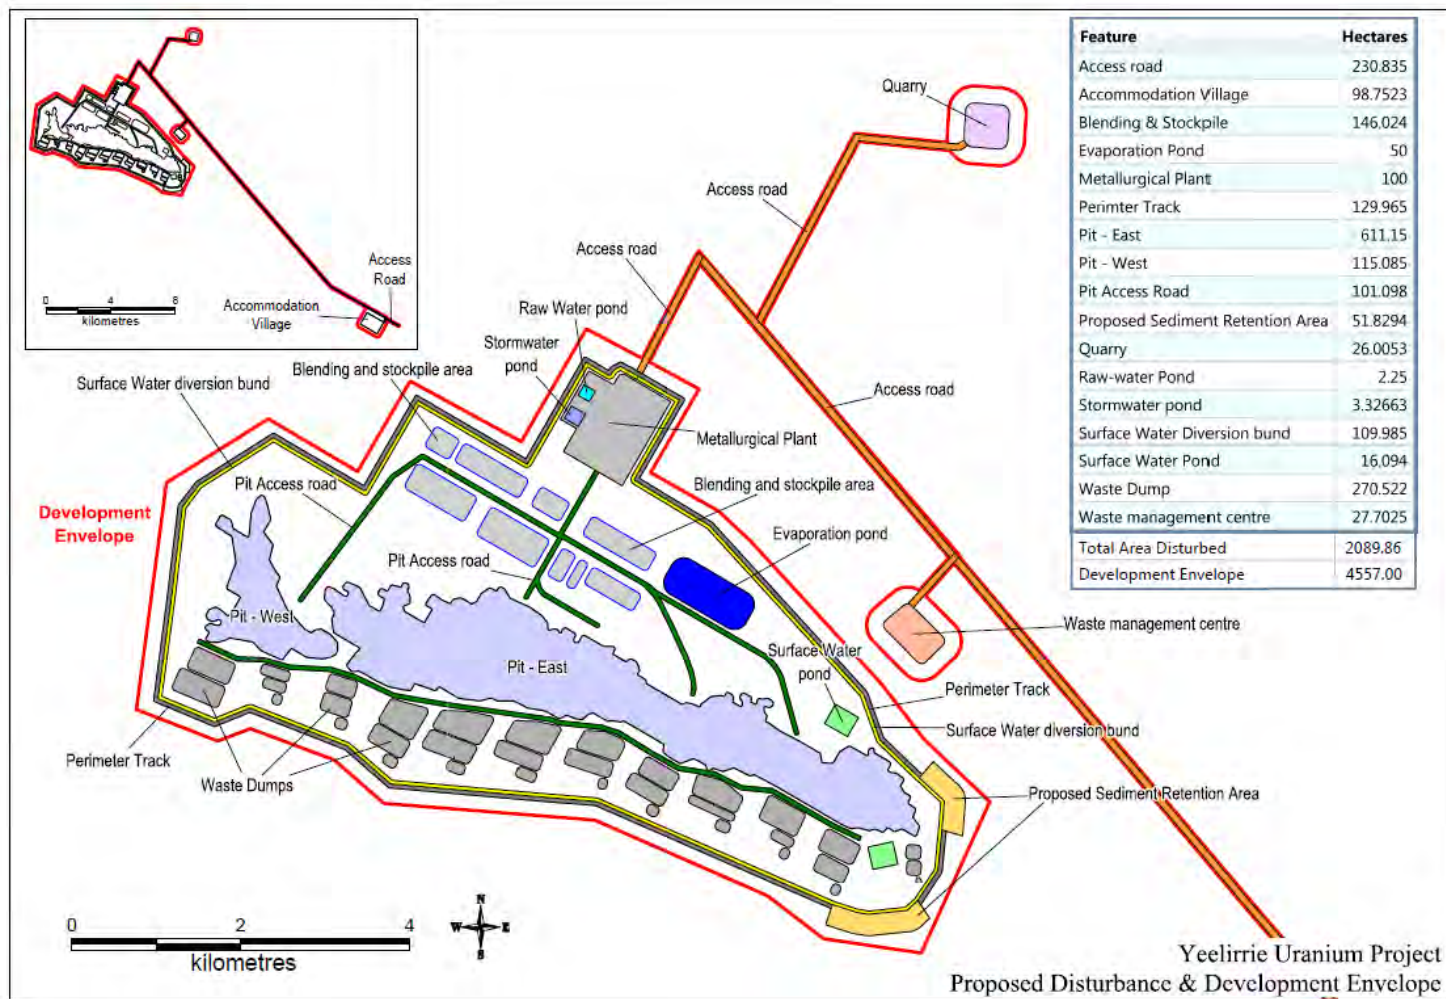 Access
Road
Accommodation
Village
0 4 8
kilometres
Feature Hectares
Access road 230.835
Accommodation Village 98.7523
Blending & Stockpile 146.024
Evaporation Pond 50
Metallurgical Plant 100
Perimter Track 129.965
Pit - East 611.15
Pit - West 115.085
Pit Access Road 101.098
Proposed Sediment Retention Area 51.8294
Quarry 26.0053
Raw-water Pond 2.25
Stormwater pond 3.32663
Surface Water Diversion bund 109.985
Surface Water Pond 16.094
Waste Dump 270.522
Waste management centre 27.7025
Total Area Disturbed 2089.86
Development Envelope 4557.00
Quarry
Access road
Access road
Raw Water pond
Stormwater
pond
Blending and stockpile area
Surface Water diversion bund
Access road
Metallurgical Plant
Pit Access road
Blending and stockpile area
Development
Envelope
Evaporation pond
Pit Access road
Pit - West
Waste management centre
Surface Water
pond
Pit - East
Perimeter Track
Surface Water diversion bund
Perimeter Track
Waste Dumps
Proposed Sediment Retention Area
0 2 4
kilometres
N
W E
S
Yeelirrie Uranium Project
Proposed Disturbance & Development Envelope